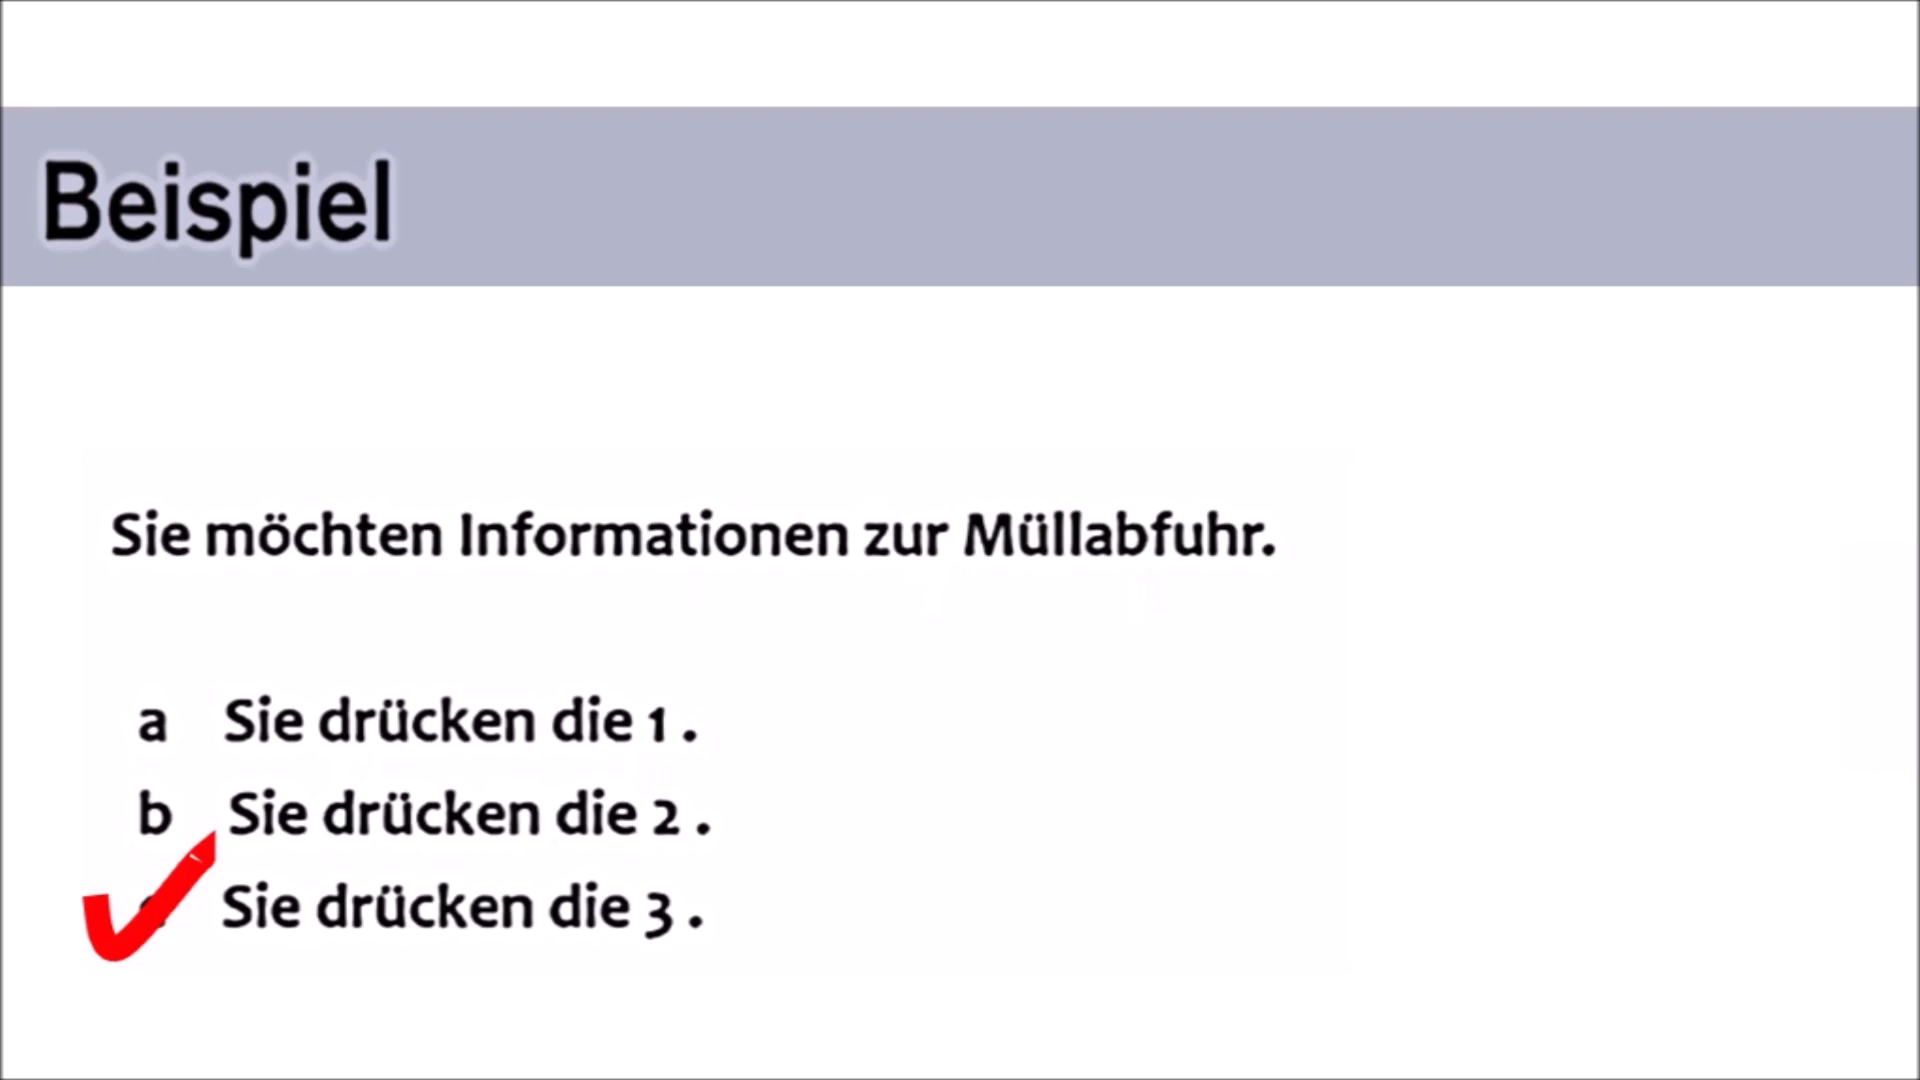 Beispiel
Sie möchten Informationen zur Müllabfuhr.
a Sie drücken die 1 .
b Sie drücken die 2 .
Sie drücken die 3 .